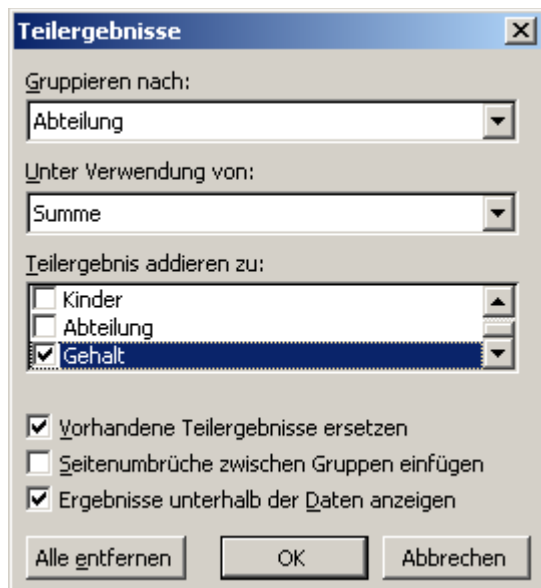 Teilergebnisse
Gruppieren nach:
Abteilung
Unter Verwendung von:
Summe
Teilergebnis addieren zu:
Kinder
Abteilung
Gehalt
Vorhandene Teilergebnisse ersetzen
Seitenumbrüche zwischen Gruppen einfügen
Ergebnisse unterhalb der Daten anzeigen
Alle entfernen OK Abbrechen